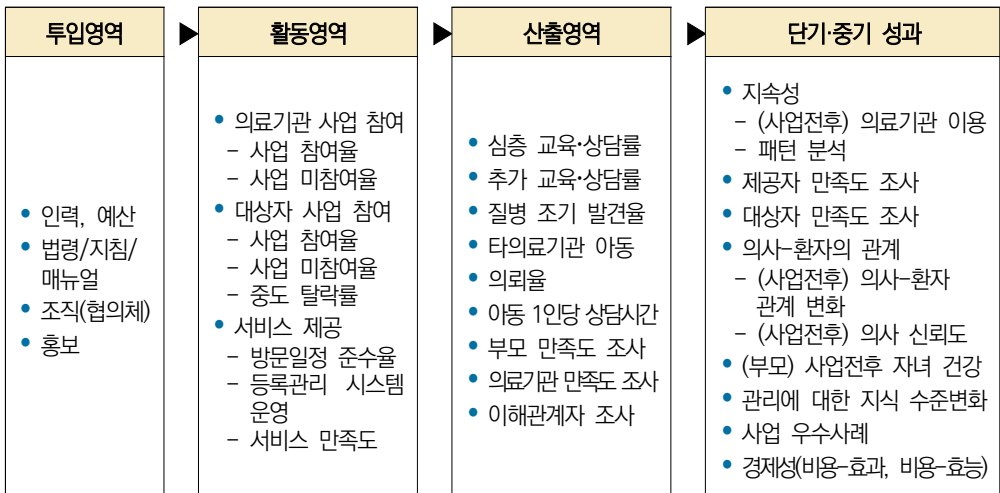 투입영역 ▶ 활동영역 ▶ 산출영역 ▶ 단기·중기 성과
• 인력, 예산
• 법령/지침/
매뉴얼
• 조직(협의체)
• 홍보
• 의료기관 사업 참여
- 사업 참여율
- 사업 미참여율
• 대상자 사업 참여
- 사업 참여율
- 사업 미참여율
- 중도 탈락률
• 서비스 제공
- 방문일정 준수율
- 등록관리 시스템
운영
- 서비스 만족도
• 심층 교육·상담률
• 추가 교육·상담률
• 질병 조기 발견율
• 타의료기관 아동
• 의뢰율
• 아동 1인당 상담시간
• 부모 만족도 조사
• 의료기관 만족도 조사
• 이해관계자 조사
• 지속성
- (사업전후) 의료기관 이용
- 패턴 분석
• 제공자 만족도 조사
• 대상자 만족도 조사
• 의사-환자의 관계
- (사업전후) 의사-환자
관계 변화
- (사업전후) 의사 신뢰도
• (부모) 사업전후 자녀 건강
• 관리에 대한 지식 수준변화
• 사업 우수사례
• 경제성(비용-효과, 비용-효능)